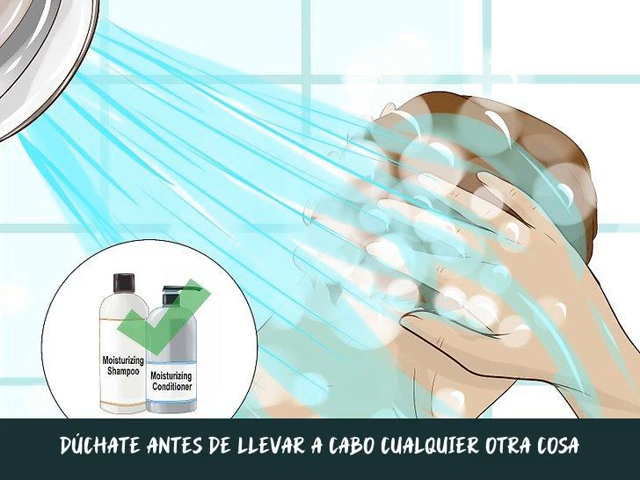 Moisturizing
Shampoo
Moisturizing
Conditioner
DÚCHATE ANTES DE LLEVAR A CABO CUALQUIER OTRA COSA